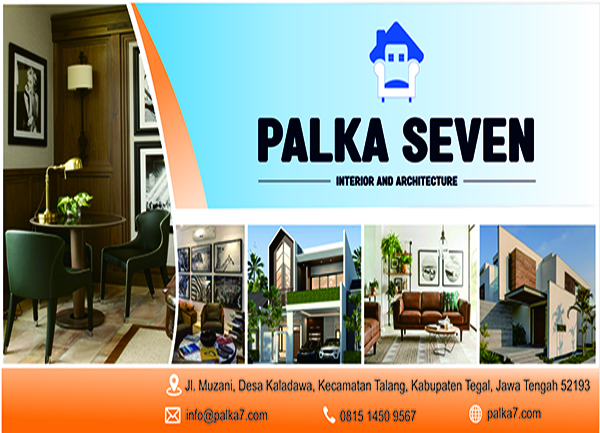 PALKA SEVEN
INTERIOR AND ARCHITECTURE
Jl. Muzani, Desa Kaladawa, Kecamatan Talang, Kabupaten Tegal, Jawa Tengah 52193
info@palka7.com 0815 1450 9567 palka7.com